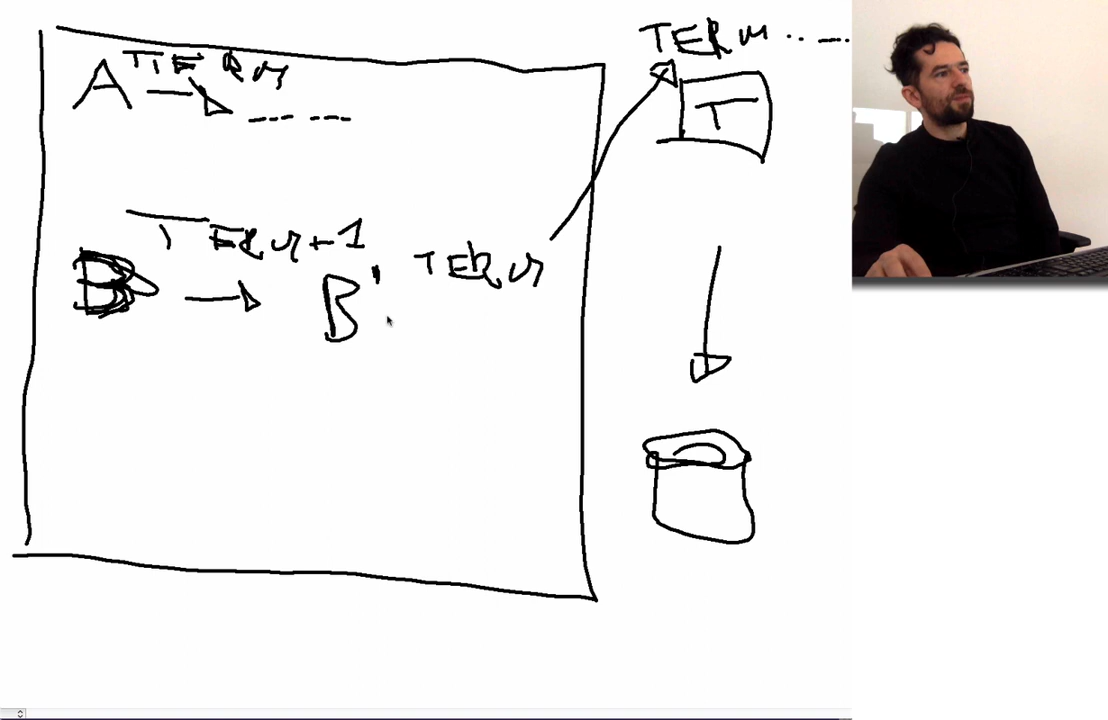 TERM
A → --- ---
TERM ..---
T
TERM+1
B → B' TERM